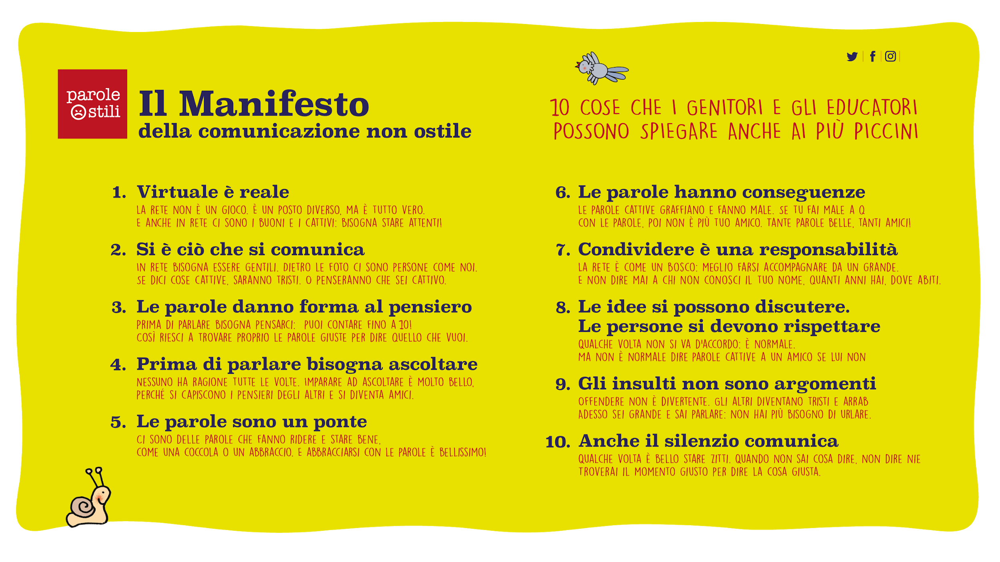 parole
ostili
Il Manifesto
della comunicazione non ostile
10 COSE CHE I GENITORI E GLI EDUCATORI
POSSONO SPIEGARE ANCHE AI PIÙ PICCINI
1. Virtuale è reale
LA RETE NON È UN GIOCO. È UN POSTO DIVERSO, MA È TUTTO VERO.
E ANCHE IN RETE CI SONO I BUONI E I CATTIVI: BISOGNA STARE ATTENTI!
2. Si è ciò che si comunica
IN RETE BISOGNA ESSERE GENTILI. DIETRO LE FOTO CI SONO PERSONE COME NOI.
SE DICI COSE CATTIVE, SARANNO TRISTI. O PENSERANNO CHE SEI CATTIVO.
3. Le parole danno forma al pensiero
PRIMA DI PARLARE BISOGNA PENSARCI: PUOI CONTARE FINO A 10!
COSÌ RIESCI A TROVARE PROPRIO LE PAROLE GIUSTE PER DIRE QUELLO CHE VUOI.
4. Prima di parlare bisogna ascoltare
NESSUNO HA RAGIONE TUTTE LE VOLTE. IMPARARE AD ASCOLTARE È MOLTO BELLO,
PERCHÉ SI CAPISCONO I PENSIERI DEGLI ALTRI E SI DIVENTA AMICI.
5. Le parole sono un ponte
CI SONO DELLE PAROLE CHE FANNO RIDERE E STARE BENE,
COME UNA COCCOLA O UN ABBRACCIO. E ABBRACCIARSI CON LE PAROLE È BELLISSIMO!
6. Le parole hanno conseguenze
LE PAROLE CATTIVE GRAFFIANO E FANNO MALE. SE TU FAI MALE A Q
CON LE PAROLE, POI NON È PIÙ TUO AMICO. TANTE PAROLE BELLE, TANTI AMICI!
7. Condividere è una responsabilità
LA RETE È COME UN BOSCO: MEGLIO FARSI ACCOMPAGNARE DA UN GRANDE.
E NON DIRE MAI A CHI NON CONOSCI IL TUO NOME, QUANTI ANNI HAI, DOVE ABITI.
8. Le idee si possono discutere.
Le persone si devono rispettare
QUALCHE VOLTA NON SI VA D'ACCORDO: È NORMALE.
MA NON È NORMALE DIRE PAROLE CATTIVE A UN AMICO SE LUI NON
9. Gli insulti non sono argomenti
OFFENDERE NON È DIVERTENTE. GLI ALTRI DIVENTANO TRISTI E ARRAB
ADESSO SEI GRANDE E SAI PARLARE: NON HAI PIÙ BISOGNO DI URLARE.
10. Anche il silenzio comunica
QUALCHE VOLTA È BELLO STARE ZITTI. QUANDO NON SAI COSA DIRE, NON DIRE NIE
TROVERAI IL MOMENTO GIUSTO PER DIRE LA COSA GIUSTA.